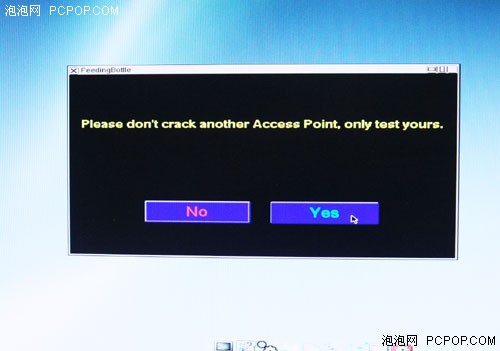 泡泡网 PCPOP.COM
FeedingBottle
Please don't crack another Access Point, only test yours.
No
Yes
泡泡网 PCPOP.COM